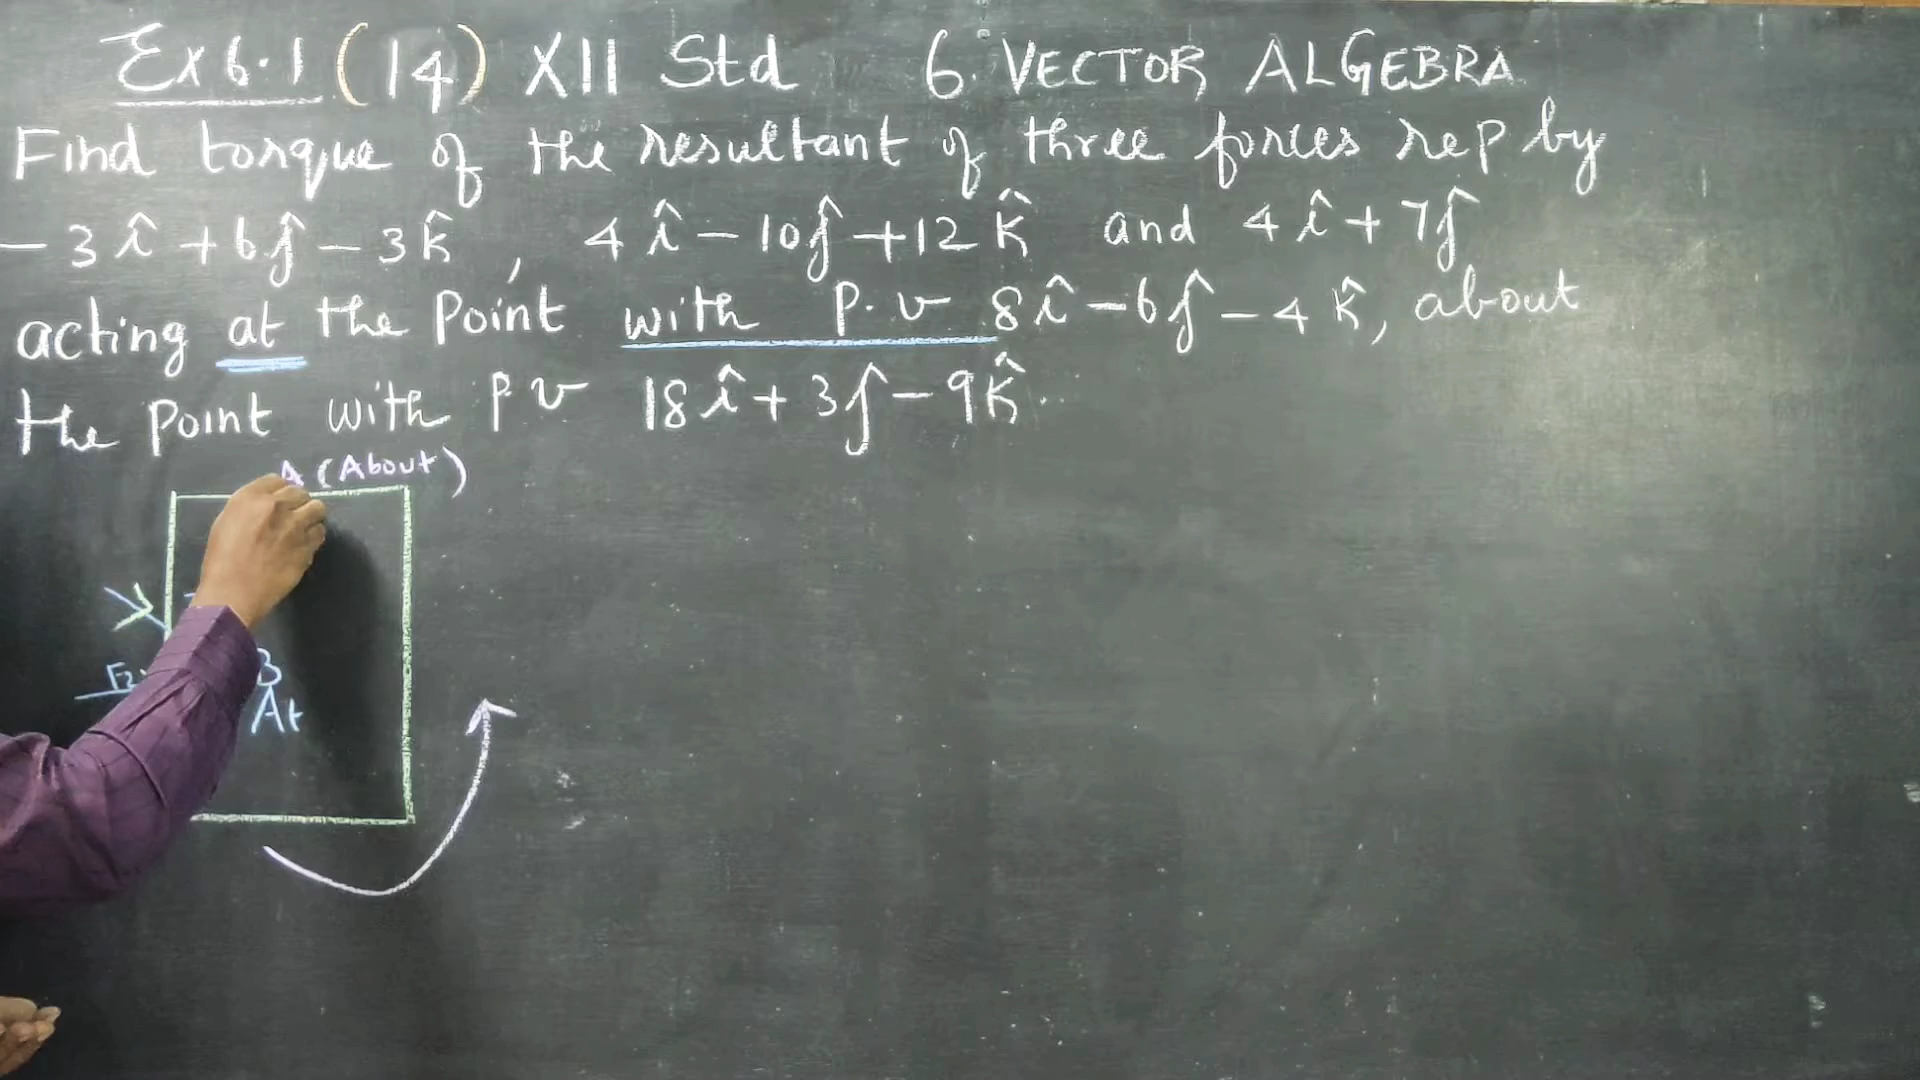 Ex 6.1 (14) XII Std 6. VECTOR ALGEBRA
Find torque of the resultant of three forces rep by
-3î + 6ĵ - 3k̂, 4î - 10ĵ + 12k̂ and 4î + 7ĵ
acting at the point with p.v 8î - 6ĵ - 4k̂, about
the point with p v 18î + 3ĵ - 9k̂.
A (About)
F2
B
At